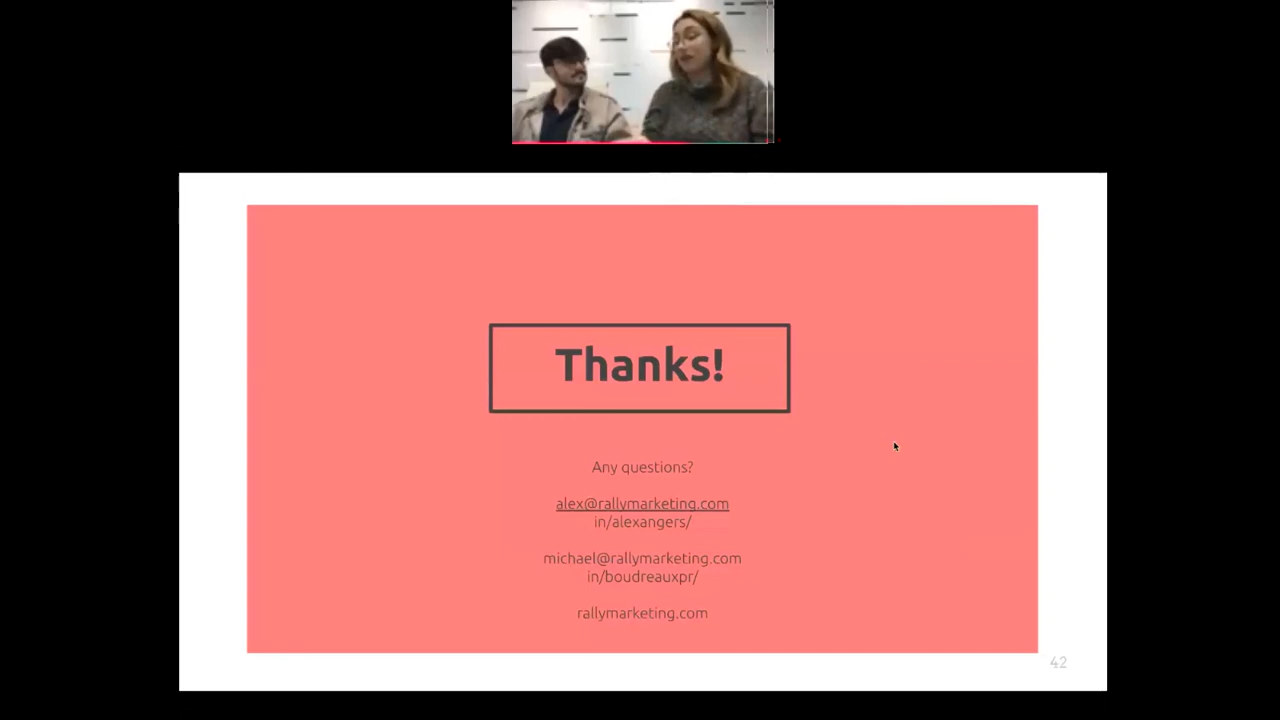 Thanks!
Any questions?
alex@rallymarketing.com
in/alexangers/
michael@rallymarketing.com
in/boudreauxpr/
rallymarketing.com
42